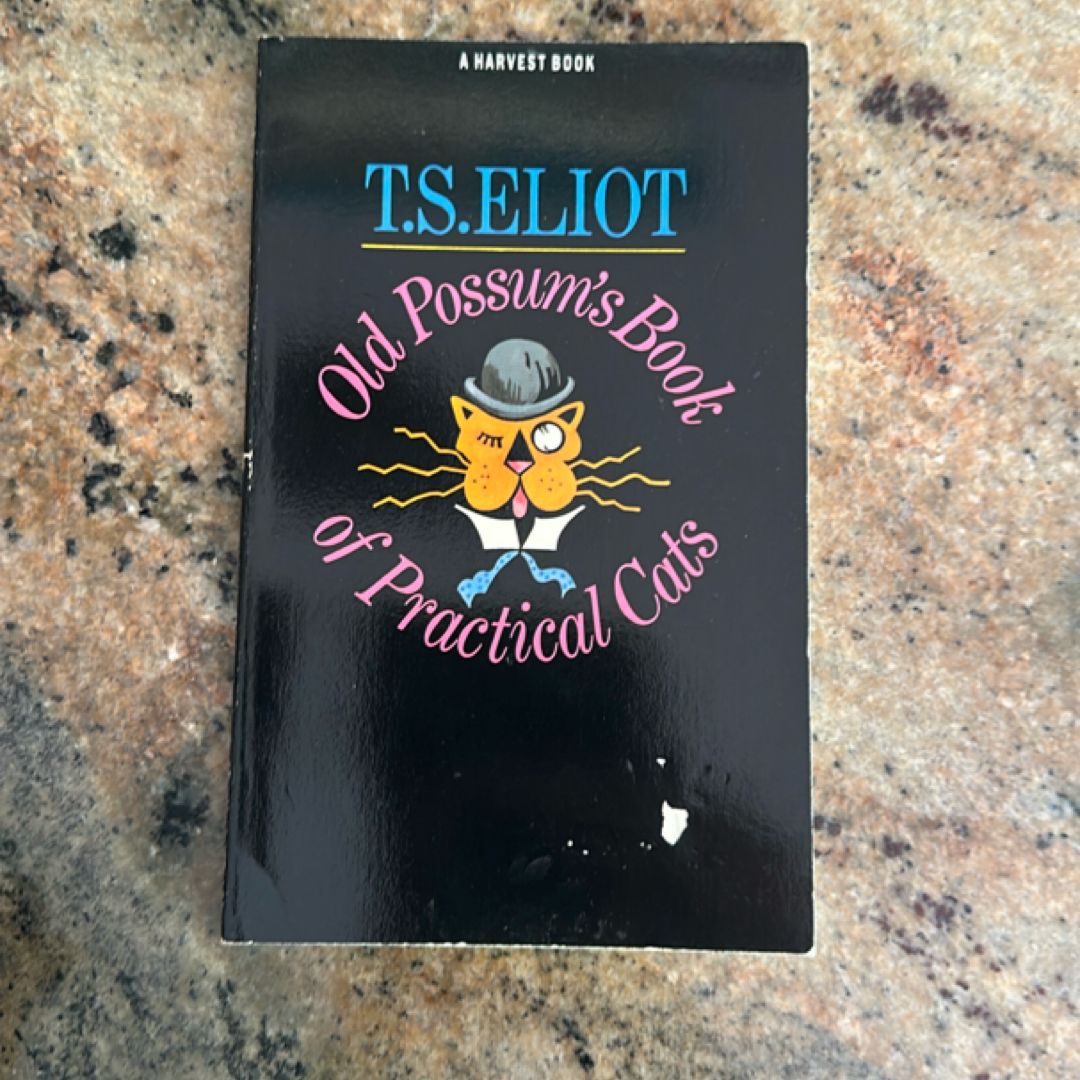 A HARVEST BOOK
T.S.ELIOT
Old Possum's Book
of Practical Cats